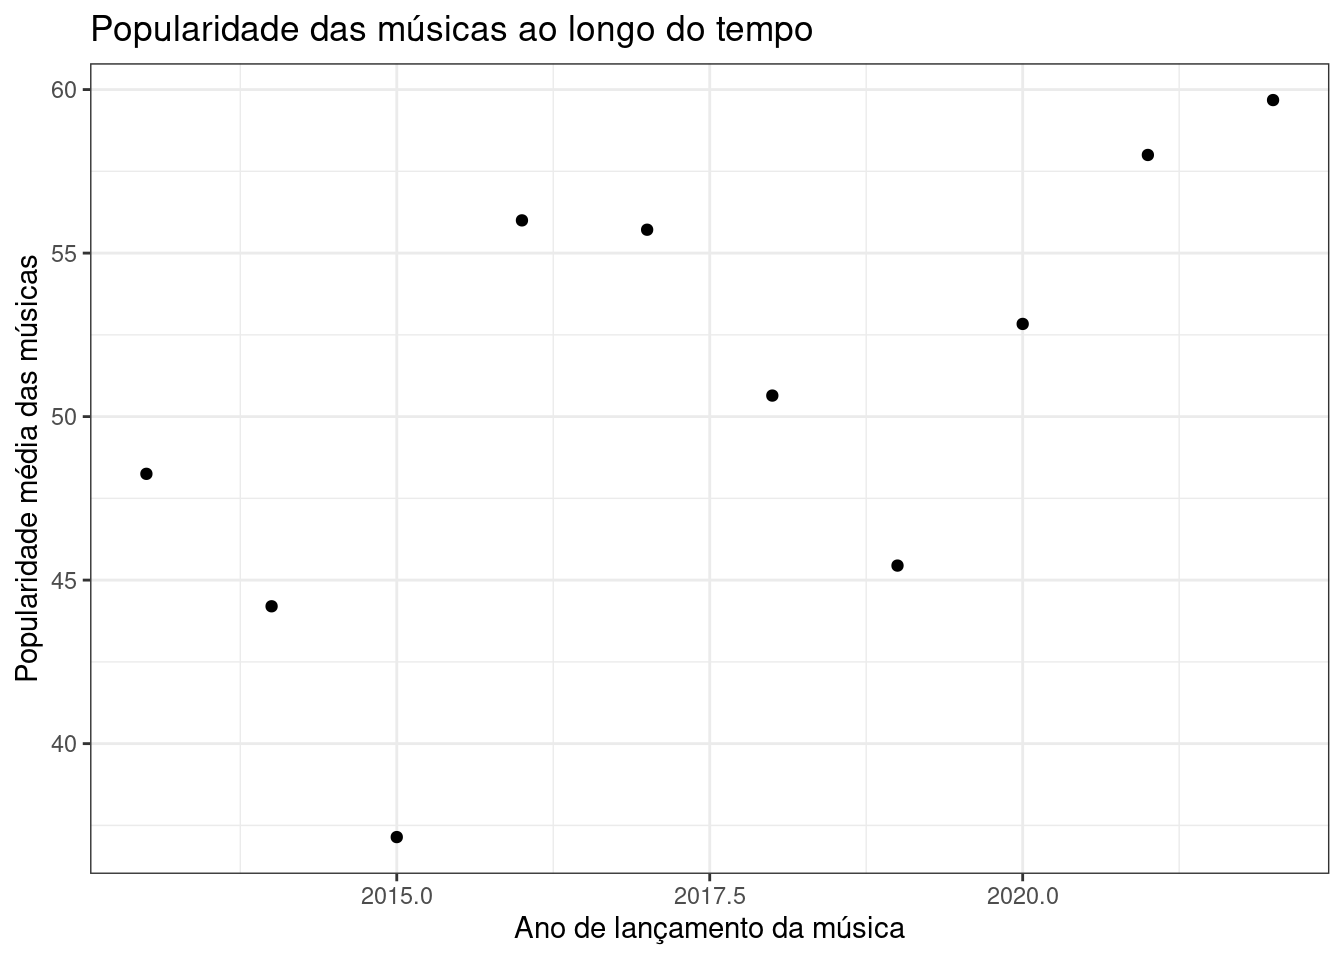 Popularidade das músicas ao longo do tempo
Popularidade média das músicas
60
55
50
45
40
2015.0 2017.5 2020.0
Ano de lançamento da música